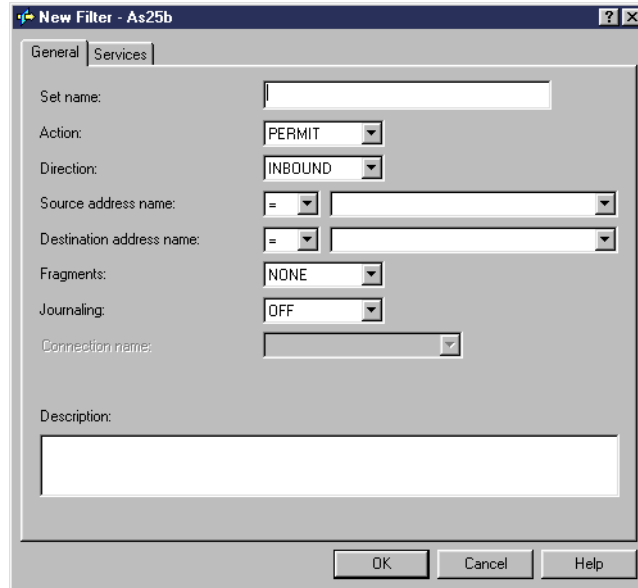 New Filter - As25b
General Services
Set name:
Action: PERMIT
Direction: INBOUND
Source address name: =
Destination address name: =
Fragments: NONE
Journaling: OFF
Connection name:
Description:
OK Cancel Help